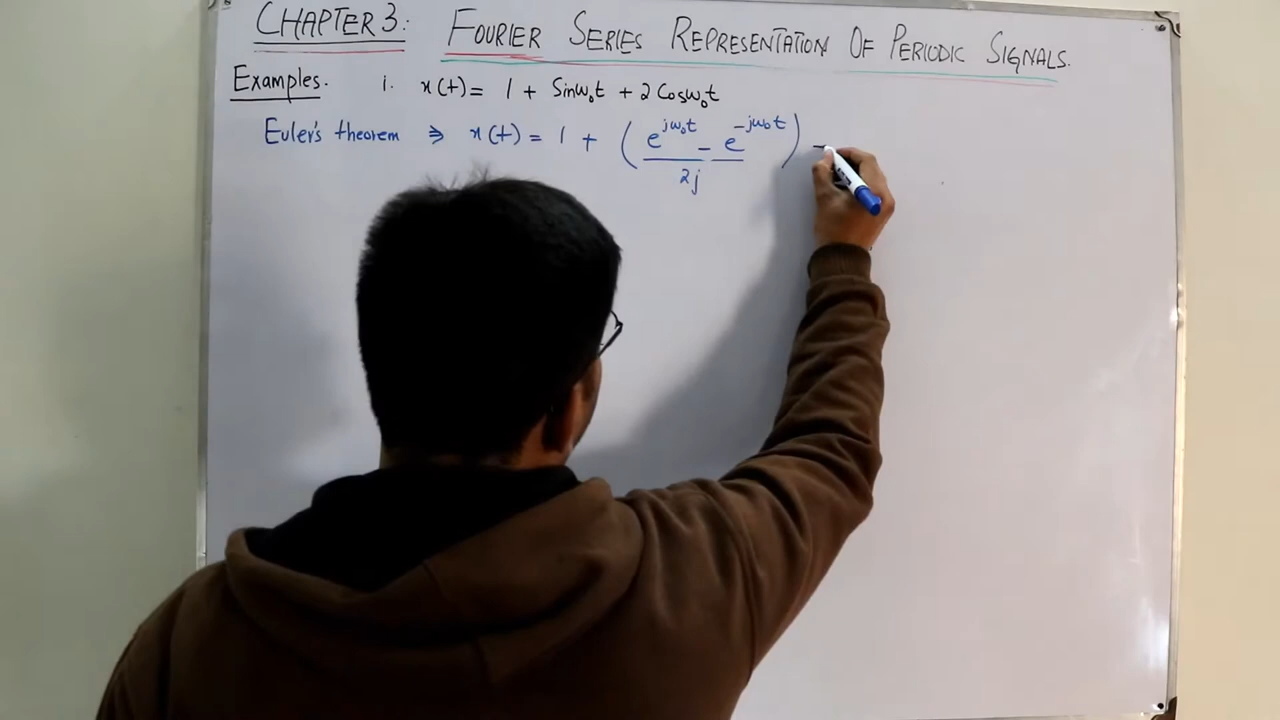 CHAPTER 3: FOURIER SERIES REPRESENTATION OF PERIODIC SIGNALS.
Examples. i. x(t) = 1 + Sinω₀t + 2 Cosω₀t
Euler's theorem ⇒ x(t) = 1 + ( (e^{jω₀t} - e^{-jω₀t}) / 2j ) -